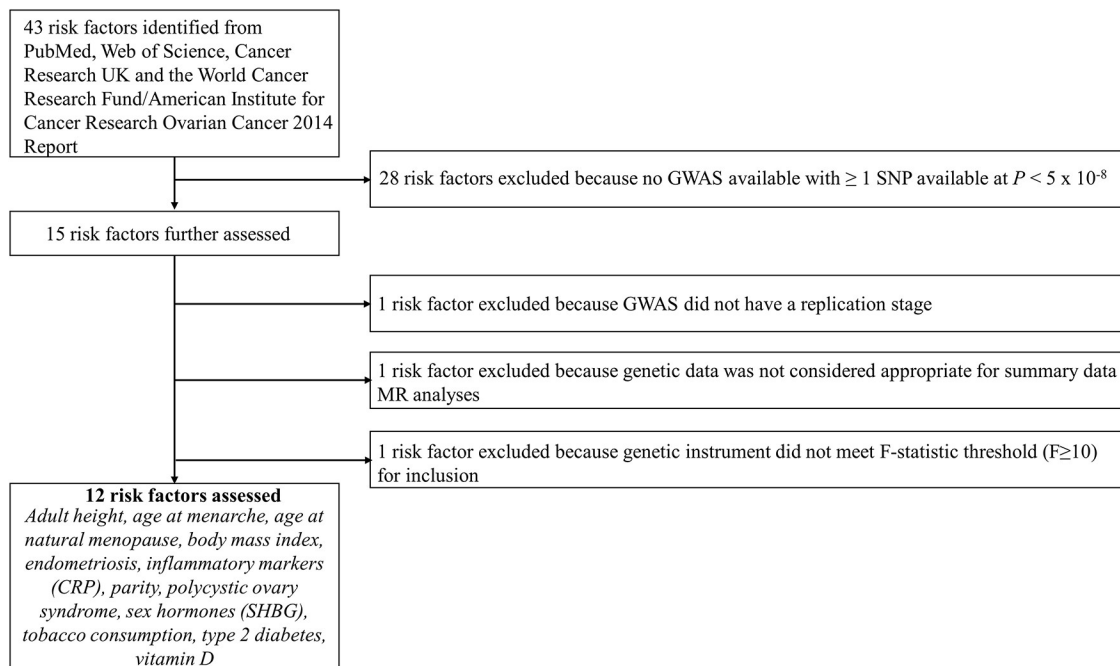 43 risk factors identified from
PubMed, Web of Science, Cancer
Research UK and the World Cancer
Research Fund/American Institute for
Cancer Research Ovarian Cancer 2014
Report
28 risk factors excluded because no GWAS available with ≥ 1 SNP available at P < 5 x 10⁻⁸
15 risk factors further assessed
1 risk factor excluded because GWAS did not have a replication stage
1 risk factor excluded because genetic data was not considered appropriate for summary data
MR analyses
1 risk factor excluded because genetic instrument did not meet F-statistic threshold (F≥10)
for inclusion
12 risk factors assessed
Adult height, age at menarche, age at
natural menopause, body mass index,
endometriosis, inflammatory markers
(CRP), parity, polycystic ovary
syndrome, sex hormones (SHBG),
tobacco consumption, type 2 diabetes,
vitamin D